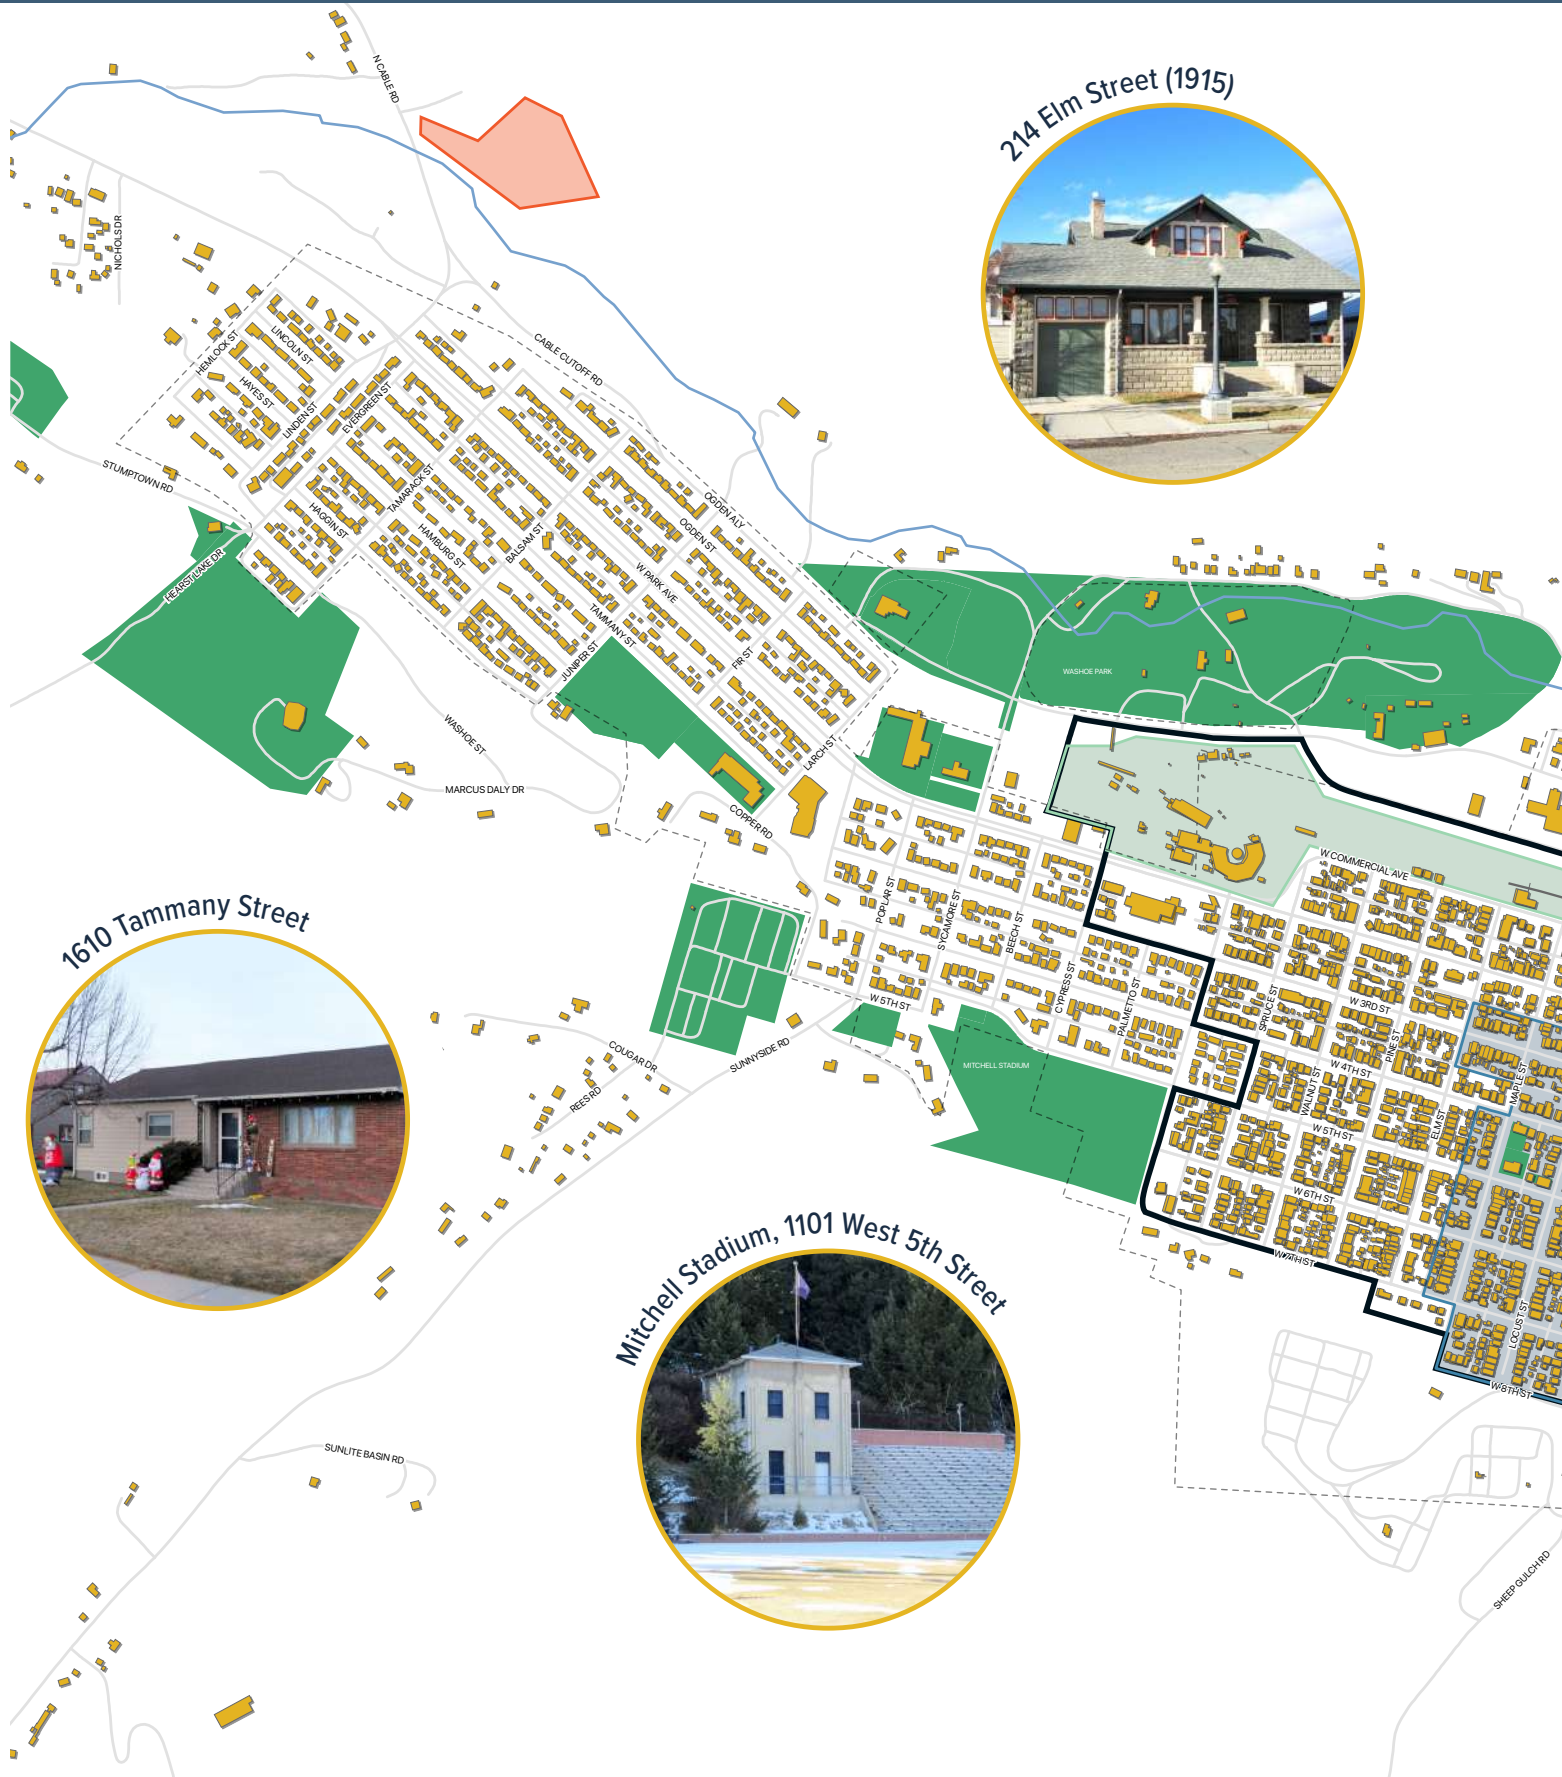 N CABLE RD
214 Elm Street (1915)
NICHOLS DR
HEMLOCK ST
LINCOLN ST
HAYES ST
LINDEN ST
EVERGREEN ST
CABLE CUTOFF RD
STUMPTOWN RD
TAMARACK ST
HAGGIN ST
HAMBURG ST
BALSAM ST
OGDEN ALY
OGDEN ST
HEARST LAKE DR
W PARK AVE
TAMMANY ST
JUNIPER ST
FIR ST
WASHOE PARK
WASHOE ST
LARCH ST
MARCUS DALY DR
COPPER RD
W COMMERCIAL AVE
POPLAR ST
SYCAMORE ST
BEECH ST
CYPRESS ST
PALMETTO ST
W 5TH ST
SPRUCE ST
W 3RD ST
PINE ST
W 4TH ST
MAPLE ST
WALNUT ST
ELM ST
W 5TH ST
W 6TH ST
W 7TH ST
LOCUST ST
W 8TH ST
1610 Tammany Street
COUGAR DR
REES RD
SUNNYSIDE RD
MITCHELL STADIUM
Mitchell Stadium, 1101 West 5th Street
SUNLITE BASIN RD
SHEEP GULCH RD